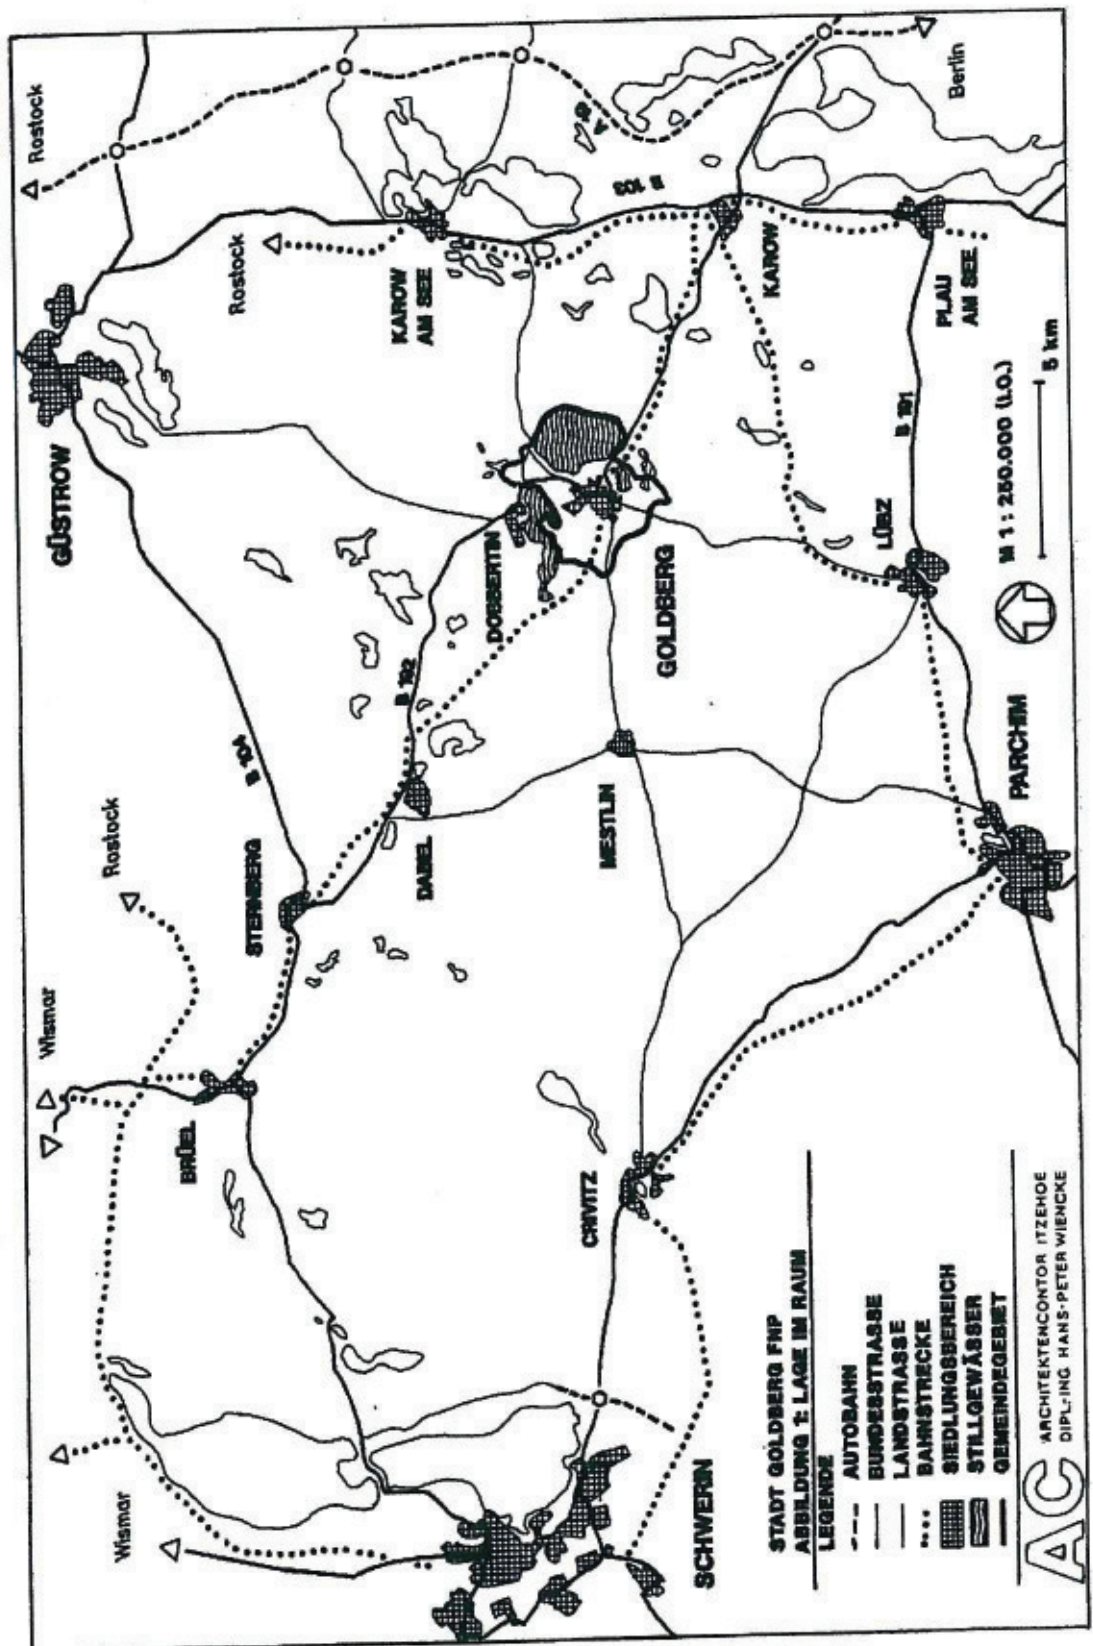 Rostock
Wismar
GÜSTROW
Rostock
Wismar
BRÜEL
Rostock
STERNBERG
B 104
KAROW
AM SEE
B 192
DABEL
DOBBERTIN
A 19
B 103
MESTLIN
CRIVITZ
GOLDBERG
SCHWERIN
KAROW
LÜBZ
B 191
PLAU
AM SEE
Berlin
PARCHIM
M 1 : 250.000 (I.O.)
5 km
STADT GOLDBERG FNP
ABBILDUNG 1: LAGE IM RAUM
LEGENDE
AUTOBAHN
BUNDESSTRASSE
LANDSTRASSE
BAHNSTRECKE
SIEDLUNGSBEREICH
STILLGEWÄSSER
GEMEINDEGEBIET
AC
ARCHITEKTENCONTOR ITZEHOE
DIPL.-ING HANS-PETER WIENCKE